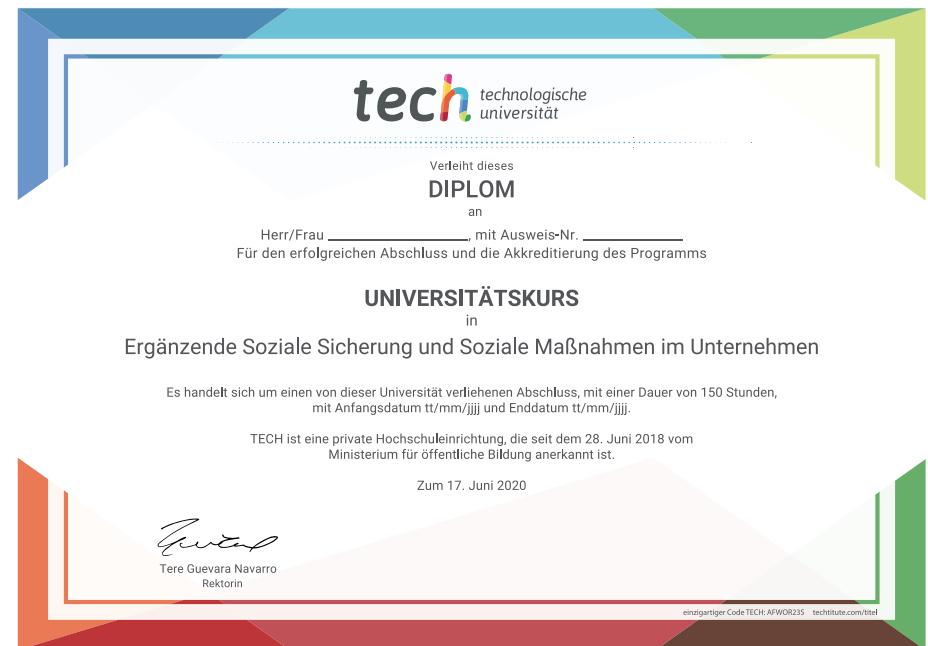 tech technologische
universität
Verleiht dieses
DIPLOM
an
Herr/Frau ________________, mit Ausweis-Nr. ____________
Für den erfolgreichen Abschluss und die Akkreditierung des Programms
UNIVERSITÄTSKURS
in
Ergänzende Soziale Sicherung und Soziale Maßnahmen im Unternehmen
Es handelt sich um einen von dieser Universität verliehenen Abschluss, mit einer Dauer von 150 Stunden,
mit Anfangsdatum tt/mm/jjjj und Enddatum tt/mm/jjjj.
TECH ist eine private Hochschuleinrichtung, die seit dem 28. Juni 2018 vom
Ministerium für öffentliche Bildung anerkannt ist.
Zum 17. Juni 2020
Tere Guevara Navarro
Rektorin
einzigartiger Code TECH: AFWOR23S techtitute.com/titel